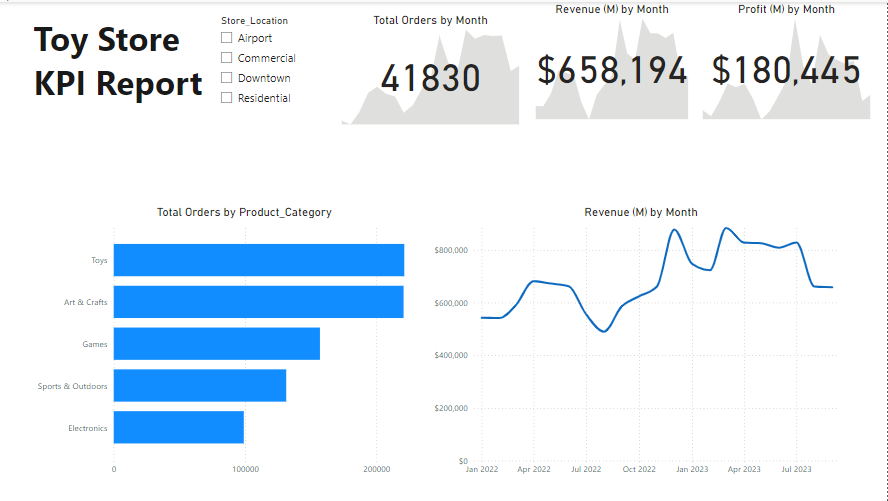 Toy Store
KPI Report
Store_Location
Airport
Commercial
Downtown
Residential
Total Orders by Month
41830
Revenue (M) by Month
$658,194
Profit (M) by Month
$180,445
Total Orders by Product_Category
Toys
Art & Crafts
Games
Sports & Outdoors
Electronics
0
100000
200000
Revenue (M) by Month
$800,000
$600,000
$400,000
$200,000
$0
Jan 2022
Apr 2022
Jul 2022
Oct 2022
Jan 2023
Apr 2023
Jul 2023